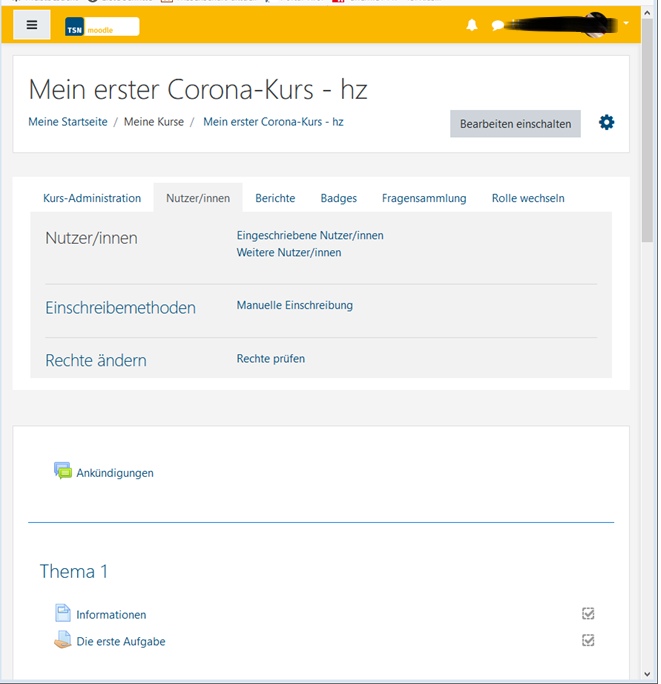 TSN moodle
Mein erster Corona-Kurs - hz
Meine Startseite / Meine Kurse / Mein erster Corona-Kurs - hz
Bearbeiten einschalten
Kurs-Administration Nutzer/innen Berichte Badges Fragensammlung Rolle wechseln
Nutzer/innen
Eingeschriebene Nutzer/innen
Weitere Nutzer/innen
Einschreibemethoden
Manuelle Einschreibung
Rechte ändern
Rechte prüfen
Ankündigungen
Thema 1
Informationen
Die erste Aufgabe